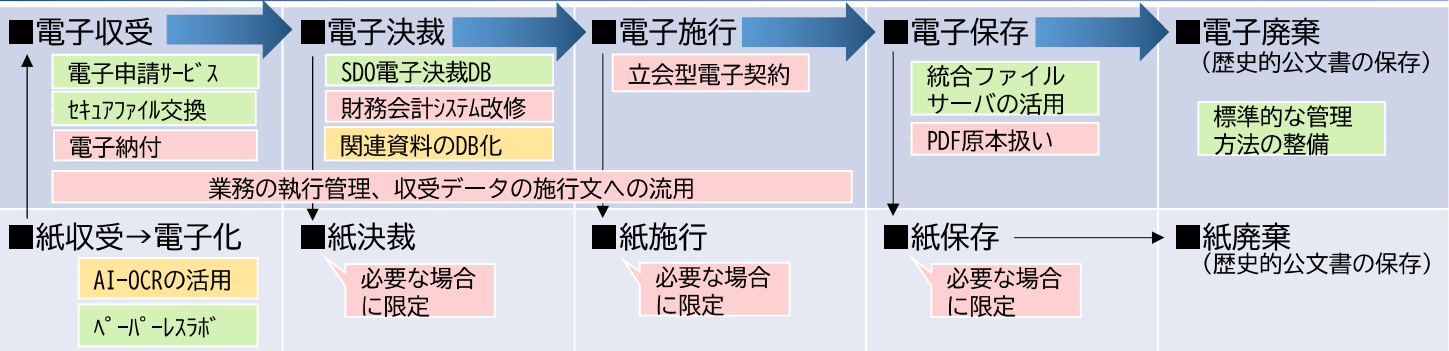 ■電子収受
電子申請ｻｰﾋﾞｽ
ｾｷｭｱﾌｧｲﾙ交換
電子納付
■電子決裁
SDO電子決裁DB
財務会計ｼｽﾃﾑ改修
関連資料のDB化
■電子施行
立会型電子契約
■電子保存
統合ファイル
サーバの活用
PDF原本扱い
■電子廃棄
（歴史的公文書の保存）
標準的な管理
方法の整備
業務の執行管理、収受データの施行文への流用
■紙収受→電子化
AI-OCRの活用
ﾍﾟｰﾊﾟｰﾚｽﾗﾎﾞ
■紙決裁
必要な場合
に限定
■紙施行
必要な場合
に限定
■紙保存
必要な場合
に限定
■紙廃棄
（歴史的公文書の保存）